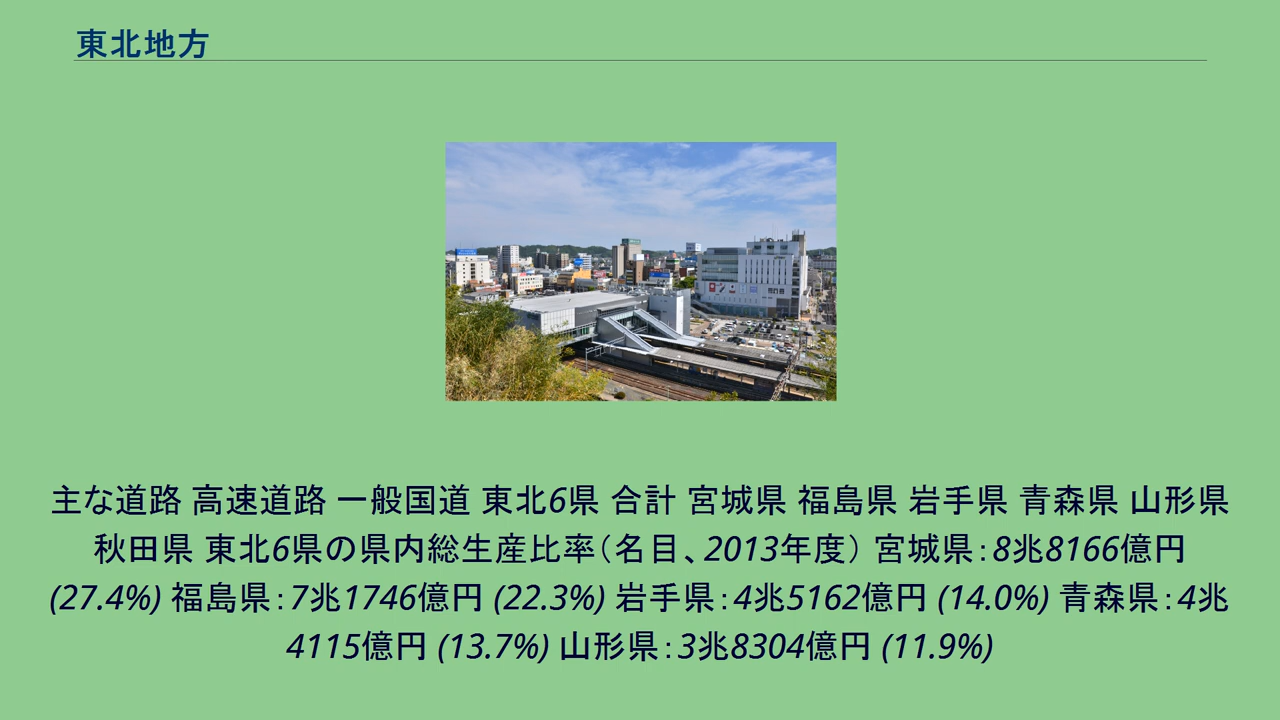 東北地方
主な道路 高速道路 一般国道 東北6県 合計 宮城県 福島県 岩手県 青森県 山形県
秋田県 東北6県の県内総生産比率（名目、2013年度） 宮城県：8兆8166億円
(27.4%) 福島県：7兆1746億円 (22.3%) 岩手県：4兆5162億円 (14.0%) 青森県：4兆
4115億円 (13.7%) 山形県：3兆8304億円 (11.9%)